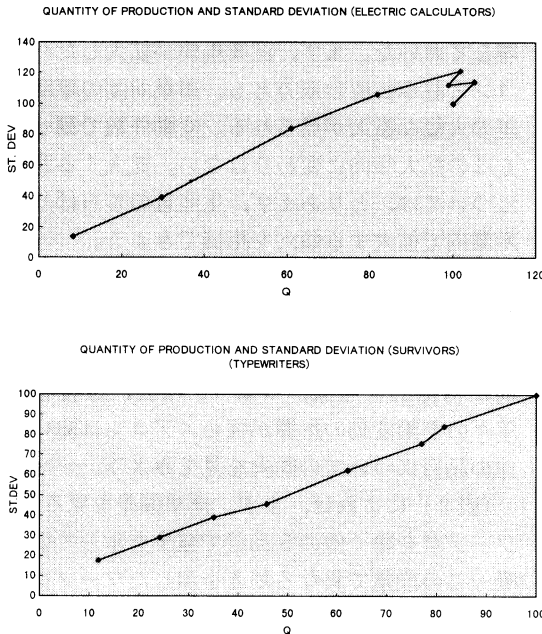 QUANTITY OF PRODUCTION AND STANDARD DEVIATION (ELECTRIC CALCULATORS)
140
120
100
80
60
40
20
0
ST. DEV
0 20 40 60 80 100 120
Q
QUANTITY OF PRODUCTION AND STANDARD DEVIATION (SURVIVORS)
(TYPEWRITERS)
100
90
80
70
60
50
40
30
20
10
0
ST.DEV
0 10 20 30 40 50 60 70 80 90 100
Q